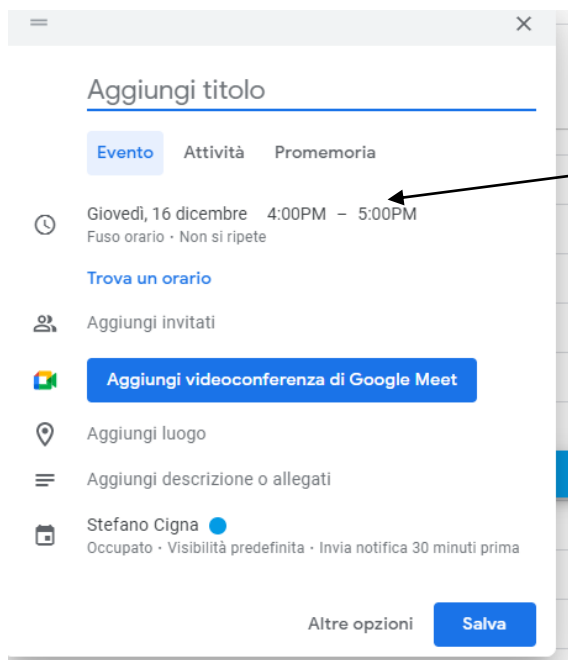 Aggiungi titolo
Evento Attività Promemoria
Giovedì, 16 dicembre 4:00PM – 5:00PM
Fuso orario · Non si ripete
Trova un orario
Aggiungi invitati
Aggiungi videoconferenza di Google Meet
Aggiungi luogo
Aggiungi descrizione o allegati
Stefano Cigna
Occupato · Visibilità predefinita · Invia notifica 30 minuti prima
Altre opzioni Salva